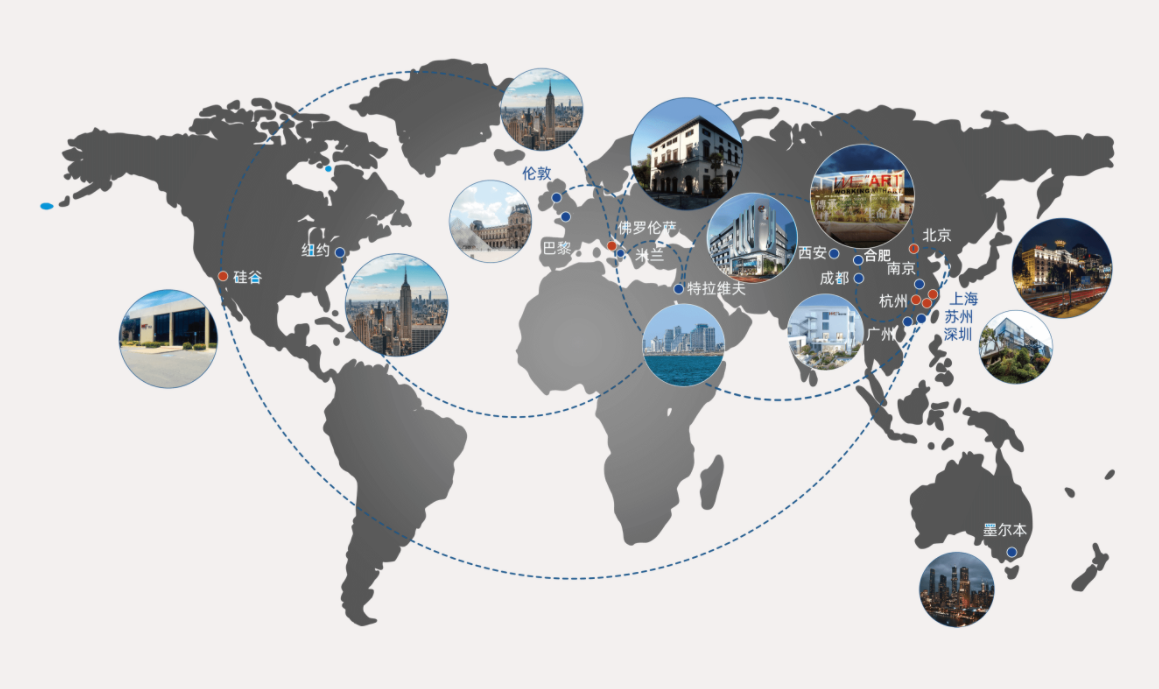 伦敦
佛罗伦萨
巴黎
米兰
纽约
硅谷
特拉维夫
"ART
北京
西安
合肥
南京
成都
杭州
上海
苏州
深圳
广州
墨尔本